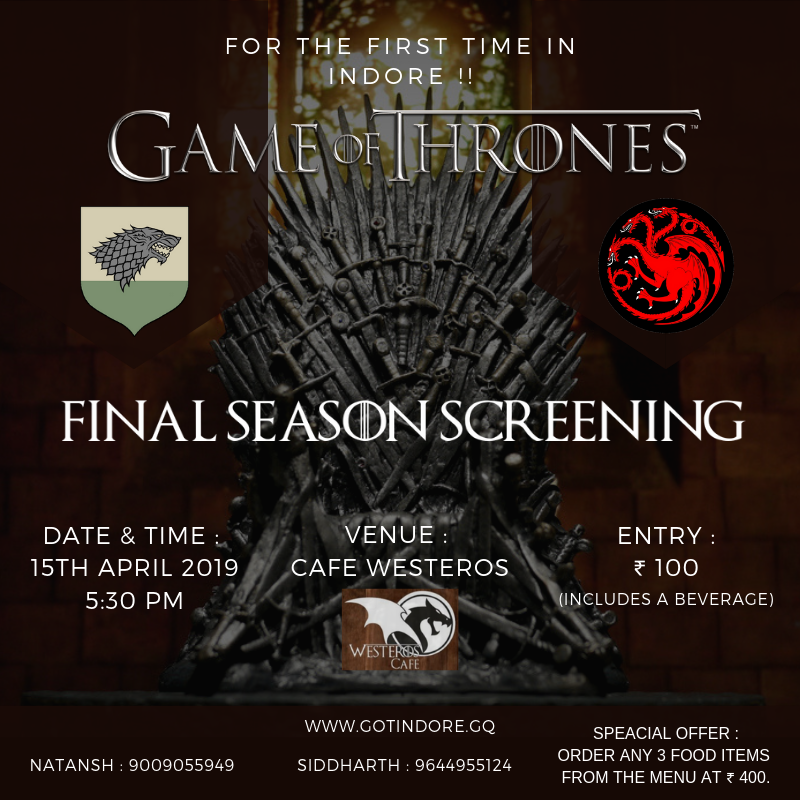 FOR THE FIRST TIME IN
INDORE !!
GAME OF THRONES™
FINAL SEASON SCREENING
DATE & TIME :
15TH APRIL 2019
5:30 PM
VENUE :
CAFE WESTEROS
WESTEROS
CAFE
ENTRY :
₹ 100
(INCLUDES A BEVERAGE)
WWW.GOTINDORE.GQ
NATANSH : 9009055949
SIDDHARTH : 9644955124
SPEACIAL OFFER :
ORDER ANY 3 FOOD ITEMS
FROM THE MENU AT ₹ 400.